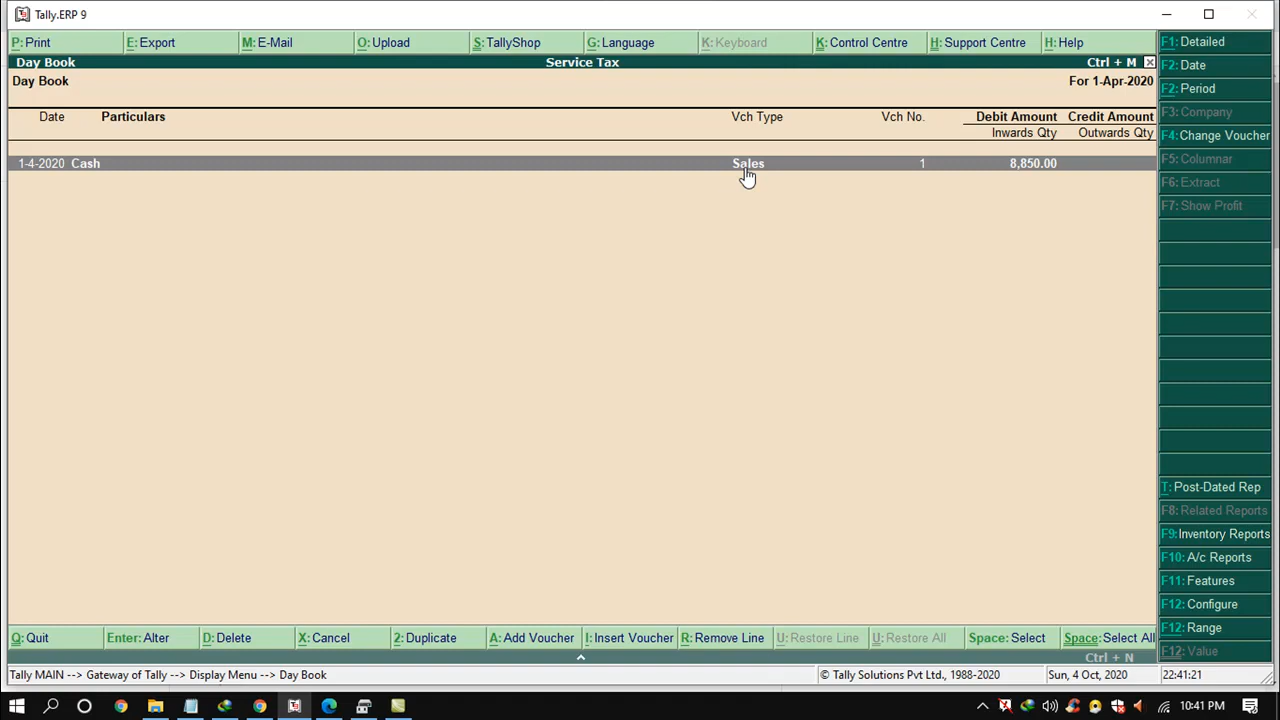 Tally.ERP 9
P: Print E: Export M: E-Mail O: Upload S: TallyShop G: Language K: Keyboard K: Control Centre H: Support Centre H: Help
Day Book Service Tax Ctrl + M
Day Book For 1-Apr-2020
Date Particulars Vch Type Vch No. Debit Amount Credit Amount
Inwards Qty Outwards Qty
1-4-2020 Cash Sales 1 8,850.00
F1: Detailed
F2: Date
F2: Period
F3: Company
F4: Change Voucher
F5: Columnar
F6: Extract
F7: Show Profit
T: Post-Dated Rep
F8: Related Reports
F9: Inventory Reports
F10: A/c Reports
F11: Features
F12: Configure
F12: Range
F12: Value
Q: Quit Enter: Alter D: Delete X: Cancel 2: Duplicate A: Add Voucher I: Insert Voucher R: Remove Line U: Restore Line U: Restore All Space: Select Space: Select All
Ctrl + N
Tally MAIN --> Gateway of Tally --> Display Menu --> Day Book © Tally Solutions Pvt Ltd., 1988-2020 Sun, 4 Oct, 2020 22:41:21
10:41 PM